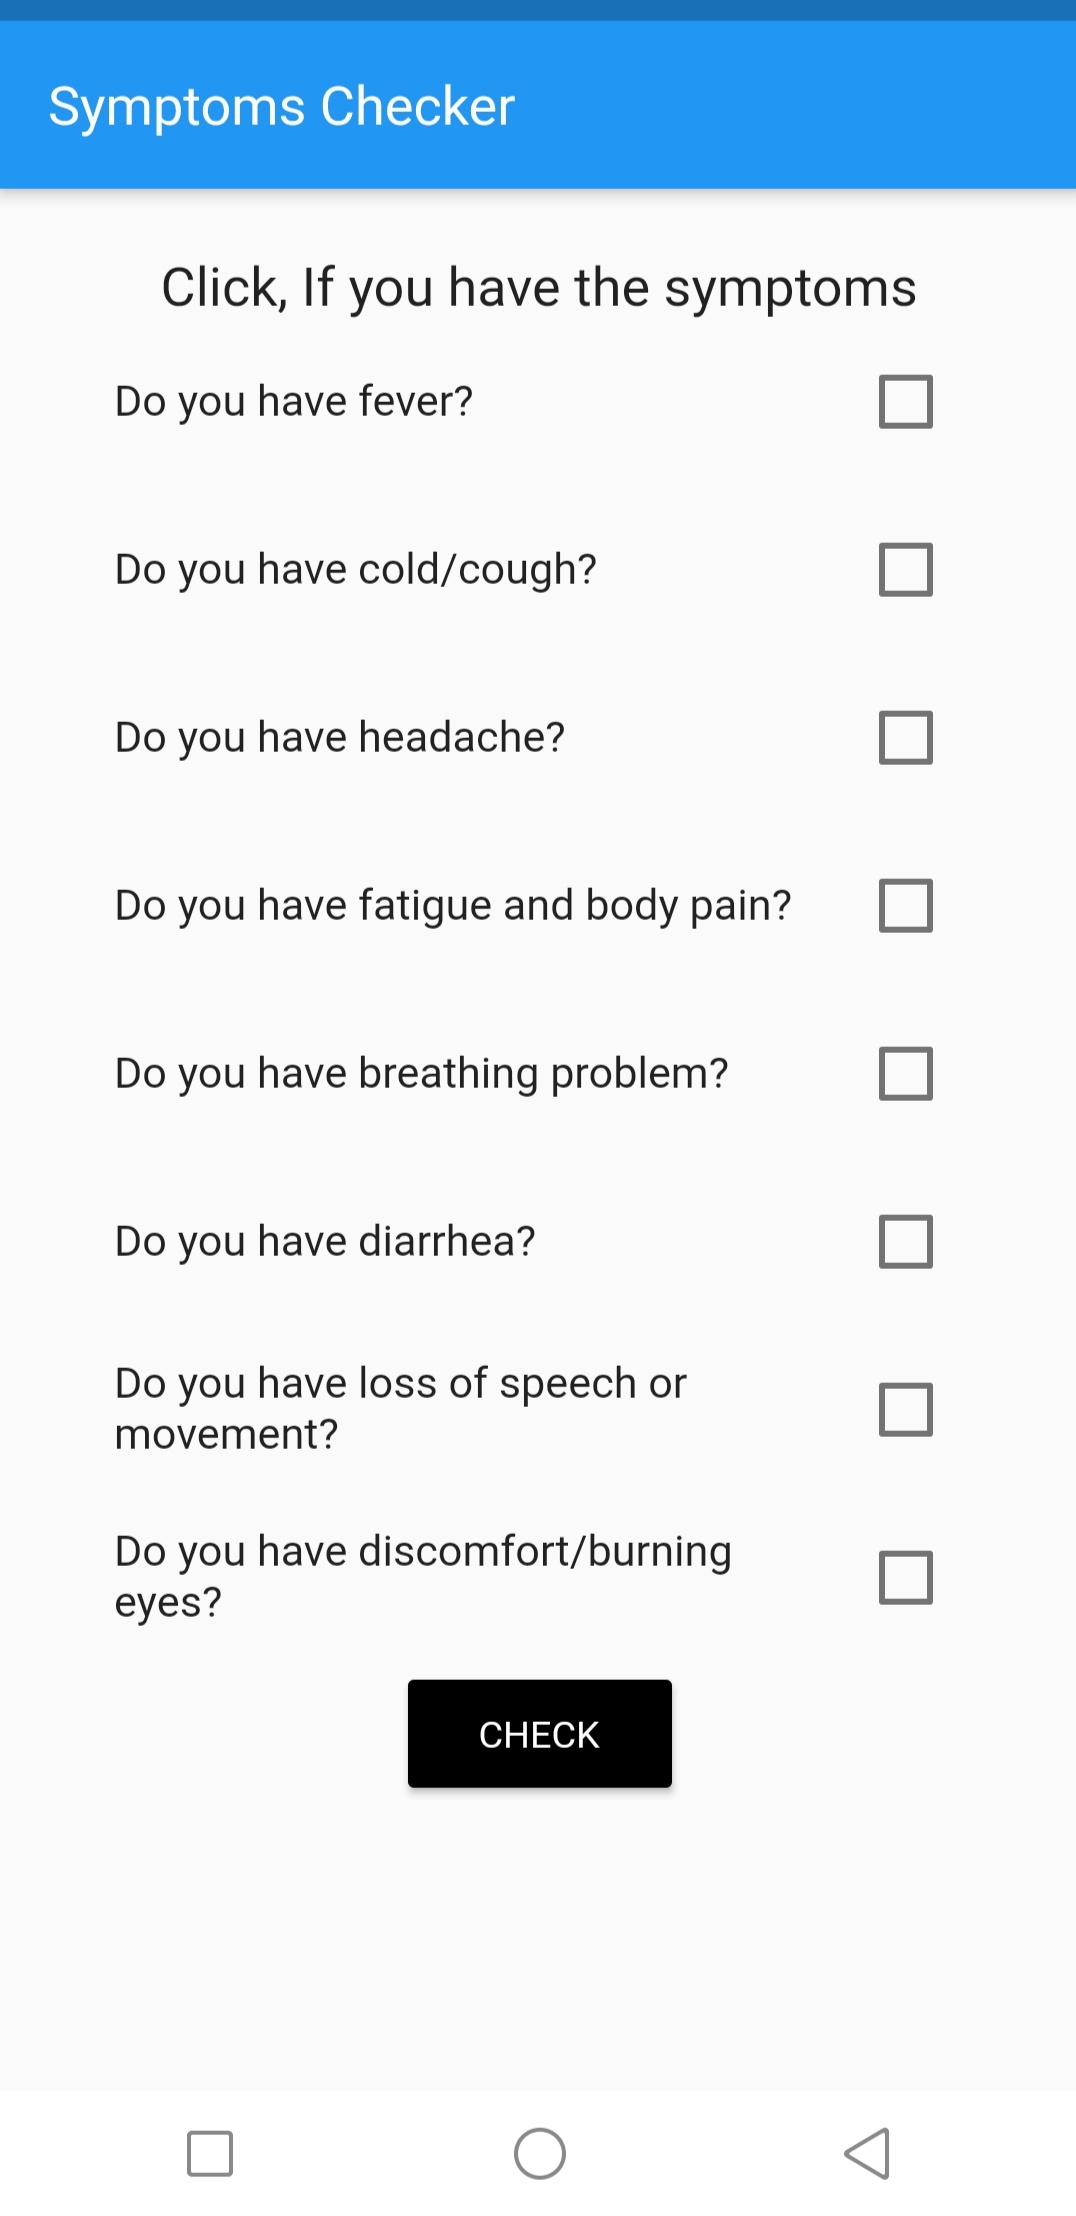 Symptoms Checker
Click, If you have the symptoms
Do you have fever?
Do you have cold/cough?
Do you have headache?
Do you have fatigue and body pain?
Do you have breathing problem?
Do you have diarrhea?
Do you have loss of speech or
movement?
Do you have discomfort/burning
eyes?
CHECK